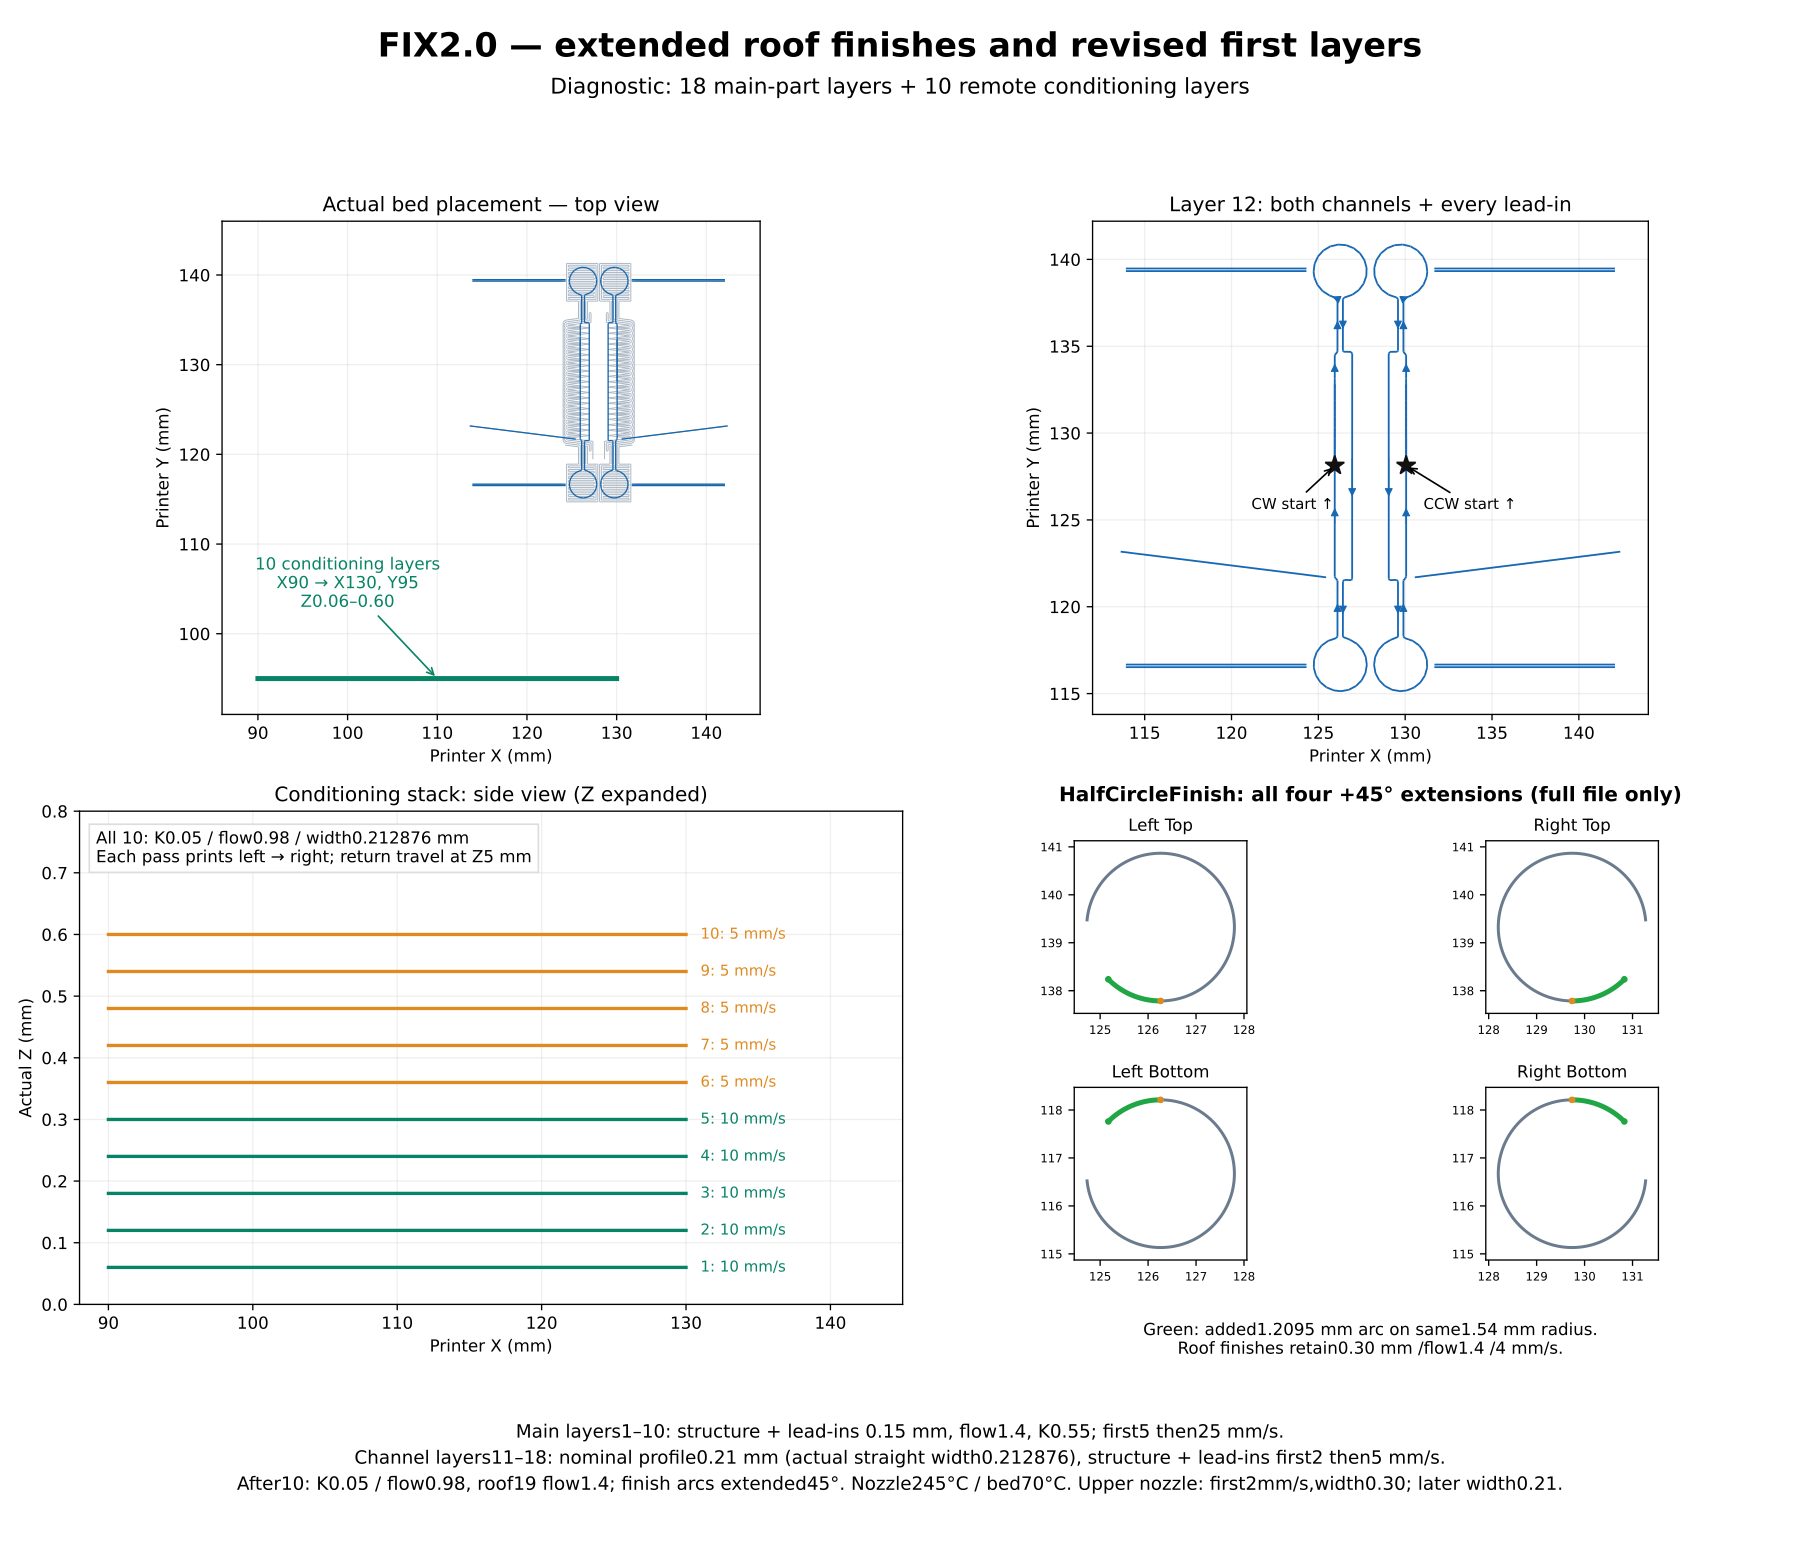 FIX2.0 — extended roof finishes and revised first layers
Diagnostic: 18 main-part layers + 10 remote conditioning layers
Actual bed placement — top view
140
130
120
110
100
Printer Y (mm)
10 conditioning layers
X90 → X130, Y95
Z0.06–0.60
90 100 110 120 130 140
Printer X (mm)
Layer 12: both channels + every lead-in
140
135
130
125
120
115
Printer Y (mm)
CW start ↑
CCW start ↑
115 120 125 130 135 140
Printer X (mm)
Conditioning stack: side view (Z expanded)
0.8
0.7
0.6
0.5
0.4
0.3
0.2
0.1
0.0
Actual Z (mm)
All 10: K0.05 / flow0.98 / width0.212876 mm
Each pass prints left → right; return travel at Z5 mm
10: 5 mm/s
9: 5 mm/s
8: 5 mm/s
7: 5 mm/s
6: 5 mm/s
5: 10 mm/s
4: 10 mm/s
3: 10 mm/s
2: 10 mm/s
1: 10 mm/s
90 100 110 120 130 140
Printer X (mm)
HalfCircleFinish: all four +45° extensions (full file only)
Left Top
141
140
139
138
125 126 127 128
Right Top
141
140
139
138
128 129 130 131
Left Bottom
118
117
116
115
125 126 127 128
Right Bottom
118
117
116
115
128 129 130 131
Green: added1.2095 mm arc on same1.54 mm radius.
Roof finishes retain0.30 mm /flow1.4 /4 mm/s.
Main layers1–10: structure + lead-ins 0.15 mm, flow1.4, K0.55; first5 then25 mm/s.
Channel layers11–18: nominal profile0.21 mm (actual straight width0.212876), structure + lead-ins first2 then5 mm/s.
After10: K0.05 / flow0.98, roof19 flow1.4; finish arcs extended45°. Nozzle245°C / bed70°C. Upper nozzle: first2mm/s,width0.30; later width0.21.